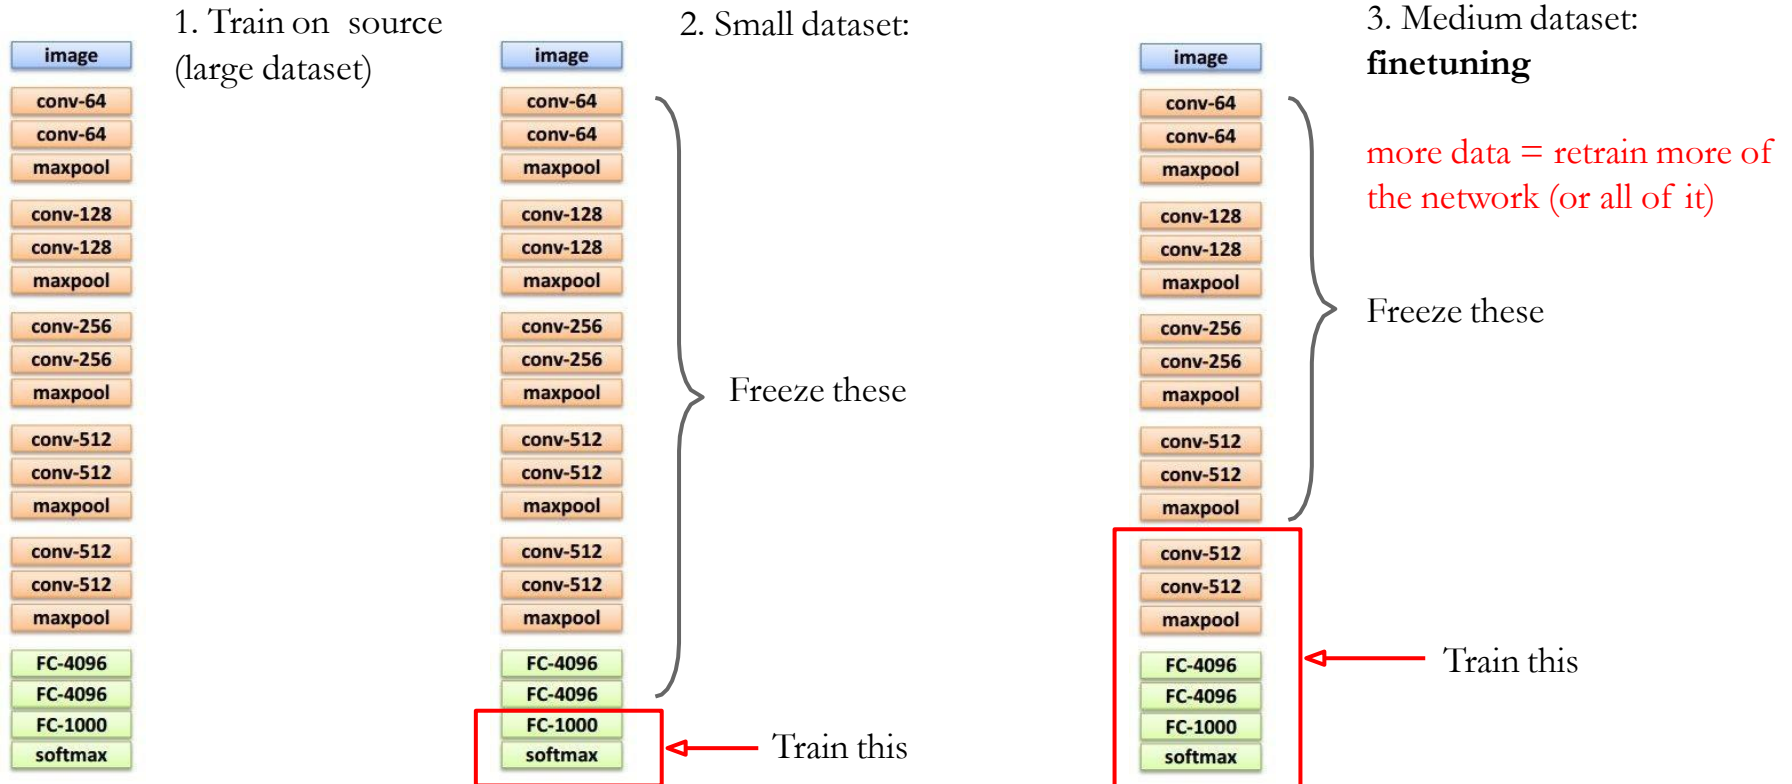 1. Train on source
(large dataset)
image
conv-64
conv-64
maxpool
conv-128
conv-128
maxpool
conv-256
conv-256
maxpool
conv-512
conv-512
maxpool
conv-512
conv-512
maxpool
FC-4096
FC-4096
FC-1000
softmax
2. Small dataset:
image
conv-64
conv-64
maxpool
conv-128
conv-128
maxpool
conv-256
conv-256
maxpool
conv-512
conv-512
maxpool
conv-512
conv-512
maxpool
FC-4096
FC-4096
FC-1000
softmax
Freeze these
Train this
3. Medium dataset:
finetuning
more data = retrain more of
the network (or all of it)
image
conv-64
conv-64
maxpool
conv-128
conv-128
maxpool
conv-256
conv-256
maxpool
conv-512
conv-512
maxpool
conv-512
conv-512
maxpool
FC-4096
FC-4096
FC-1000
softmax
Freeze these
Train this